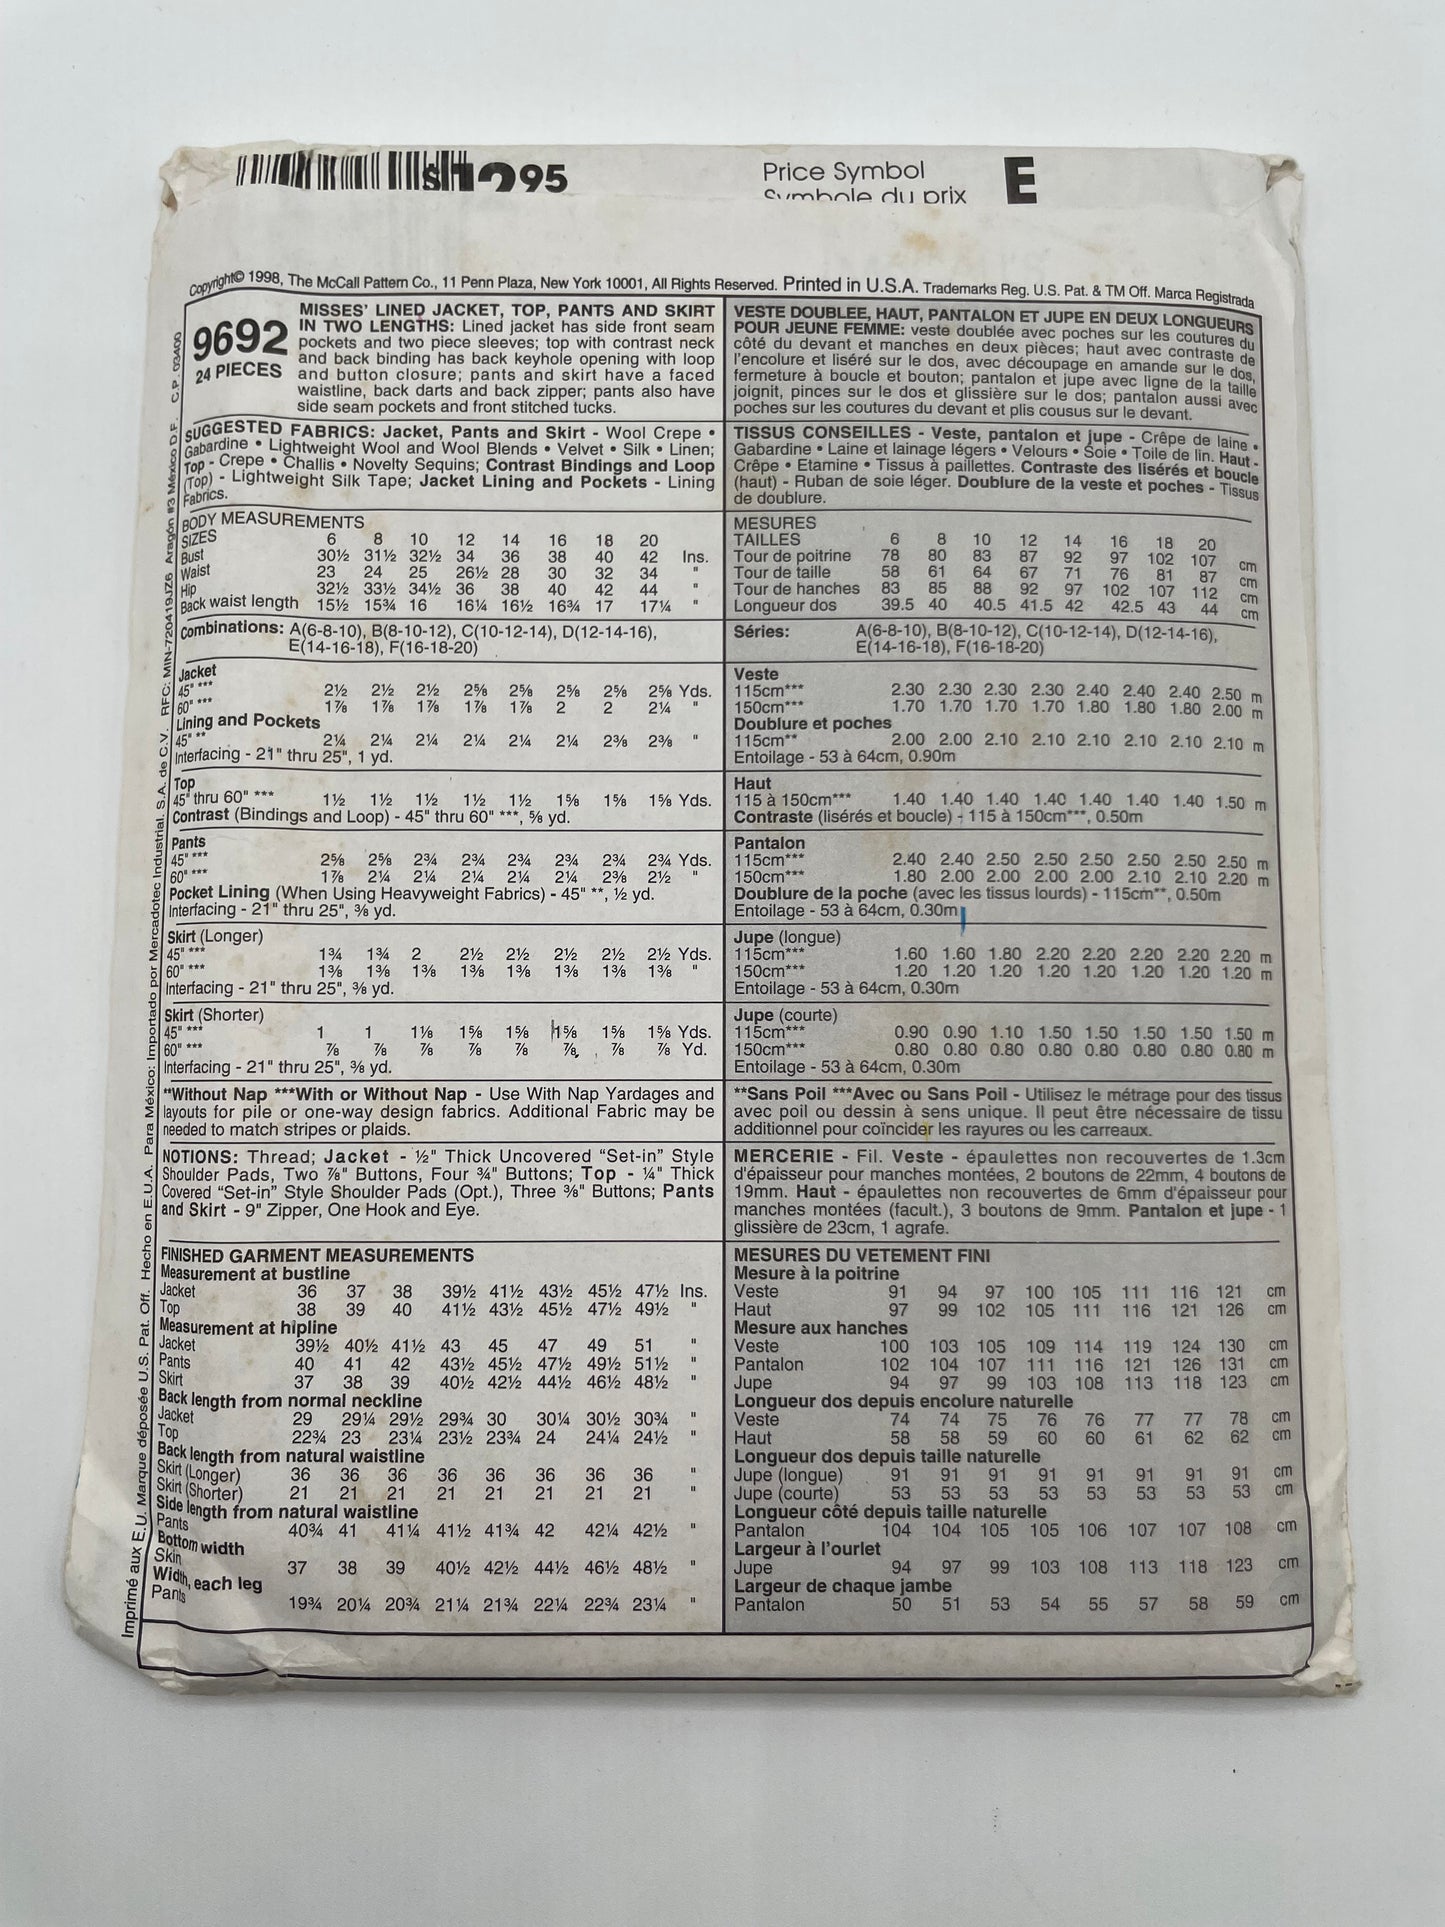 95
Price Symbol E
Symbole du prix
Copyright© 1998, The McCall Pattern Co., 11 Penn Plaza, New York 10001, All Rights Reserved. Printed in U.S.A. Trademarks Reg. U.S. Pat. & TM Off. Marca Registrada
9692
24 PIECES
MISSES' LINED JACKET, TOP, PANTS AND SKIRT
IN TWO LENGTHS: Lined jacket has side front seam
pockets and two piece sleeves; top with contrast neck
and back binding has back keyhole opening with loop
and button closure; pants and skirt have a faced
waistline, back darts and back zipper; pants also have
side seam pockets and front stitched tucks.
SUGGESTED FABRICS: Jacket, Pants and Skirt - Wool Crepe •
Gabardine • Lightweight Wool and Wool Blends • Velvet • Silk • Linen;
Top - Crepe • Challis • Novelty Sequins; Contrast Bindings and Loop
(Top) - Lightweight Silk Tape; Jacket Lining and Pockets - Lining
Fabrics.
BODY MEASUREMENTS
SIZES 6 8 10 12 14 16 18 20
Bust 30½ 31½ 32½ 34 36 38 40 42 Ins.
Waist 23 24 25 26½ 28 30 32 34 "
Hip 32½ 33½ 34½ 36 38 40 42 44 "
Back waist length 15½ 15¾ 16 16¼ 16½ 16¾ 17 17¼ "
Combinations: A(6-8-10), B(8-10-12), C(10-12-14), D(12-14-16),
E(14-16-18), F(16-18-20)
Jacket
45" *** 2½ 2½ 2½ 2⅝ 2⅝ 2⅝ 2⅝ 2⅝ Yds.
60" *** 1⅞ 1⅞ 1⅞ 1⅞ 1⅞ 2 2 2¼ "
Lining and Pockets
45" ** 2¼ 2¼ 2¼ 2¼ 2¼ 2¼ 2⅜ 2⅜ "
Interfacing - 21" thru 25", 1 yd.
Top
45" thru 60" *** 1½ 1½ 1½ 1½ 1½ 1⅝ 1⅝ 1⅝ Yds.
Contrast (Bindings and Loop) - 45" thru 60" ***, ⅝ yd.
Pants
45" *** 2⅝ 2⅝ 2¾ 2¾ 2¾ 2¾ 2¾ 2¾ Yds.
60" *** 1⅞ 2¼ 2¼ 2¼ 2¼ 2¼ 2⅜ 2½ "
Pocket Lining (When Using Heavyweight Fabrics) - 45" **, ½ yd.
Interfacing - 21" thru 25", ⅜ yd.
Skirt (Longer)
45" *** 1¾ 1¾ 2 2½ 2½ 2½ 2½ 2½ Yds.
60" *** 1⅜ 1⅜ 1⅜ 1⅜ 1⅜ 1⅜ 1⅜ 1⅜ "
Interfacing - 21" thru 25", ⅜ yd.
Skirt (Shorter)
45" *** 1 1 1⅛ 1⅝ 1⅝ 1⅝ 1⅝ 1⅝ Yds.
60" *** ⅞ ⅞ ⅞ ⅞ ⅞ ⅞ ⅞ ⅞ Yd.
Interfacing - 21" thru 25", ⅜ yd.
**Without Nap ***With or Without Nap - Use With Nap Yardages and
layouts for pile or one-way design fabrics. Additional Fabric may be
needed to match stripes or plaids.
NOTIONS: Thread; Jacket - ½" Thick Uncovered "Set-in" Style
Shoulder Pads, Two ⅞" Buttons, Four ¾" Buttons; Top - ¼" Thick
Covered "Set-in" Style Shoulder Pads (Opt.), Three ⅜" Buttons; Pants
and Skirt - 9" Zipper, One Hook and Eye.
FINISHED GARMENT MEASUREMENTS
Measurement at bustline
Jacket 36 37 38 39½ 41½ 43½ 45½ 47½ Ins.
Top 38 39 40 41½ 43½ 45½ 47½ 49½ "
Measurement at hipline
Jacket 39½ 40½ 41½ 43 45 47 49 51 "
Pants 40 41 42 43½ 45½ 47½ 49½ 51½ "
Skirt 37 38 39 40½ 42½ 44½ 46½ 48½ "
Back length from normal neckline
Jacket 29 29¼ 29½ 29¾ 30 30¼ 30½ 30¾ "
Top 22¾ 23 23¼ 23½ 23¾ 24 24¼ 24½ "
Back length from natural waistline
Skirt (Longer) 36 36 36 36 36 36 36 36 "
Skirt (Shorter) 21 21 21 21 21 21 21 21 "
Side length from natural waistline
Pants 40¾ 41 41¼ 41½ 41¾ 42 42¼ 42½ "
Bottom width
Skirt 37 38 39 40½ 42½ 44½ 46½ 48½ "
Width, each leg
Pants 19¾ 20¼ 20¾ 21¼ 21¾ 22¼ 22¾ 23¼ "
VESTE DOUBLEE, HAUT, PANTALON ET JUPE EN DEUX LONGUEURS
POUR JEUNE FEMME: veste doublée avec poches sur les coutures du
côté du devant et manches en deux pièces; haut avec contraste de
l'encolure et liséré sur le dos, avec découpage en amande sur le dos,
fermeture à boucle et bouton; pantalon et jupe avec ligne de la taille
joignit, pinces sur le dos et glissière sur le dos; pantalon aussi avec
poches sur les coutures du devant et plis cousus sur le devant.
TISSUS CONSEILLES - Veste, pantalon et jupe - Crêpe de laine •
Gabardine • Laine et lainage légers • Velours • Soie • Toile de lin. Haut -
Crêpe • Etamine • Tissus à paillettes. Contraste des lisérés et boucle
(haut) - Ruban de soie léger. Doublure de la veste et poches - Tissus
de doublure.
MESURES
TAILLES 6 8 10 12 14 16 18 20
Tour de poitrine 78 80 83 87 92 97 102 107 cm
Tour de taille 58 61 64 67 71 76 81 87 cm
Tour de hanches 83 85 88 92 97 102 107 112 cm
Longueur dos 39.5 40 40.5 41.5 42 42.5 43 44 cm
Séries: A(6-8-10), B(8-10-12), C(10-12-14), D(12-14-16),
E(14-16-18), F(16-18-20)
Veste
115cm*** 2.30 2.30 2.30 2.30 2.40 2.40 2.40 2.50 m
150cm*** 1.70 1.70 1.70 1.70 1.80 1.80 1.80 2.00 m
Doublure et poches
115cm** 2.00 2.00 2.10 2.10 2.10 2.10 2.10 2.10 m
Entoilage - 53 à 64cm, 0.90m
Haut
115 à 150cm*** 1.40 1.40 1.40 1.40 1.40 1.40 1.40 1.50 m
Contraste (lisérés et boucle) - 115 à 150cm***, 0.50m
Pantalon
115cm*** 2.40 2.40 2.50 2.50 2.50 2.50 2.50 2.50 m
150cm*** 1.80 2.00 2.00 2.00 2.00 2.10 2.10 2.20 m
Doublure de la poche (avec les tissus lourds) - 115cm**, 0.50m
Entoilage - 53 à 64cm, 0.30m
Jupe (longue)
115cm*** 1.60 1.60 1.80 2.20 2.20 2.20 2.20 2.20 m
150cm*** 1.20 1.20 1.20 1.20 1.20 1.20 1.20 1.20 m
Entoilage - 53 à 64cm, 0.30m
Jupe (courte)
115cm*** 0.90 0.90 1.10 1.50 1.50 1.50 1.50 1.50 m
150cm*** 0.80 0.80 0.80 0.80 0.80 0.80 0.80 0.80 m
Entoilage - 53 à 64cm, 0.30m
**Sans Poil ***Avec ou Sans Poil - Utilisez le métrage pour des tissus
avec poil ou dessin à sens unique. Il peut être nécessaire de tissu
additionnel pour coïncider les rayures ou les carreaux.
MERCERIE - Fil. Veste - épaulettes non recouvertes de 1.3cm
d'épaisseur pour manches montées, 2 boutons de 22mm, 4 boutons de
19mm. Haut - épaulettes non recouvertes de 6mm d'épaisseur pour
manches montées (facult.), 3 boutons de 9mm. Pantalon et jupe - 1
glissière de 23cm, 1 agrafe.
MESURES DU VETEMENT FINI
Mesure à la poitrine
Veste 91 94 97 100 105 111 116 121 cm
Haut 97 99 102 105 111 116 121 126 cm
Mesure aux hanches
Veste 100 103 105 109 114 119 124 130 cm
Pantalon 102 104 107 111 116 121 126 131 cm
Jupe 94 97 99 103 108 113 118 123 cm
Longueur dos depuis encolure naturelle
Veste 74 74 75 76 76 77 77 78 cm
Haut 58 58 59 60 60 61 62 62 cm
Longueur dos depuis taille naturelle
Jupe (longue) 91 91 91 91 91 91 91 91 cm
Jupe (courte) 53 53 53 53 53 53 53 53 cm
Longueur côté depuis taille naturelle
Pantalon 104 104 105 105 106 107 107 108 cm
Largeur à l'ourlet
Jupe 94 97 99 103 108 113 118 123 cm
Largeur de chaque jambe
Pantalon 50 51 53 54 55 57 58 59 cm
Imprimé aux E.U. Marque déposée U.S. Pat. Off. Hecho en E.U.A. Para México: Importado por Mercadotec Industrial, S.A. de C.V. RFC: MIN-720419JZ6 Aragón #3 México D.F. C.P. 03400